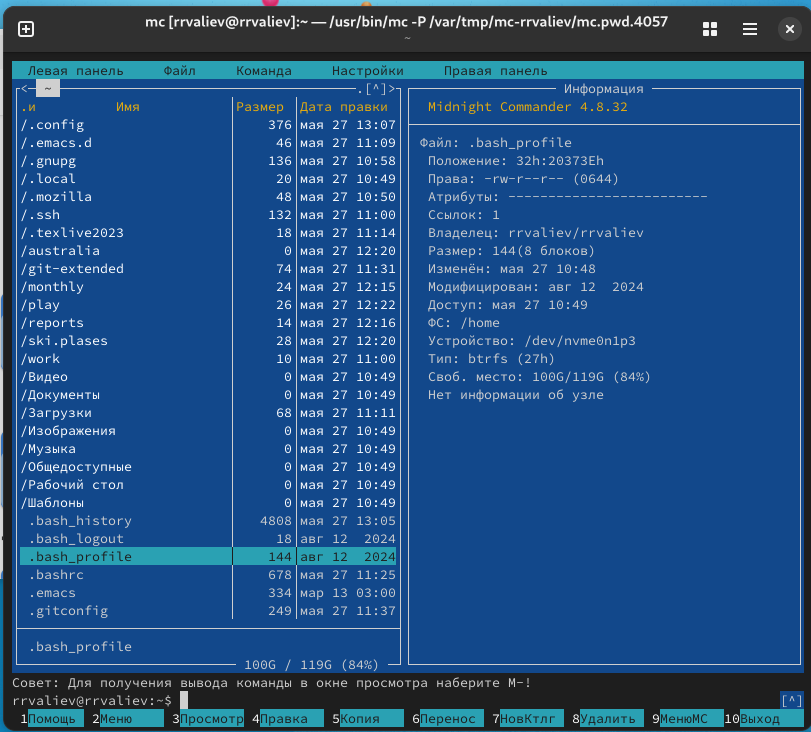 mc [rrvaliev@rrvaliev]:~ — /usr/bin/mc -P /var/tmp/mc-rrvaliev/mc.pwd.4057
~
Левая панель Файл Команда Настройки Правая панель
<─ ~ ─.[^]>
.и Имя Размер Дата правки
/.config 376 мая 27 13:07
/.emacs.d 46 мая 27 11:09
/.gnupg 136 мая 27 10:58
/.local 20 мая 27 10:49
/.mozilla 48 мая 27 10:50
/.ssh 132 мая 27 11:00
/.texlive2023 18 мая 27 11:14
/australia 0 мая 27 12:20
/git-extended 74 мая 27 11:31
/monthly 24 мая 27 12:15
/play 26 мая 27 12:22
/reports 14 мая 27 12:16
/ski.plases 28 мая 27 12:20
/work 10 мая 27 11:00
/Видео 0 мая 27 10:49
/Документы 0 мая 27 10:49
/Загрузки 68 мая 27 11:11
/Изображения 0 мая 27 10:49
/Музыка 0 мая 27 10:49
/Общедоступные 0 мая 27 10:49
/Рабочий стол 0 мая 27 10:49
/Шаблоны 0 мая 27 10:49
.bash_history 4808 мая 27 13:05
.bash_logout 18 авг 12 2024
.bash_profile 144 авг 12 2024
.bashrc 678 мая 27 11:25
.emacs 334 мар 13 03:00
.gitconfig 249 мая 27 11:37
.bash_profile
100G / 119G (84%)
Информация
Midnight Commander 4.8.32
Файл: .bash_profile
Положение: 32h:20373Eh
Права: -rw-r--r-- (0644)
Атрибуты: -------------------------
Ссылок: 1
Владелец: rrvaliev/rrvaliev
Размер: 144(8 блоков)
Изменён: мая 27 10:48
Модифицирован: авг 12 2024
Доступ: мая 27 10:49
ФС: /home
Устройство: /dev/nvme0n1p3
Тип: btrfs (27h)
Своб. место: 100G/119G (84%)
Нет информации об узле
Совет: Для получения вывода команды в окне просмотра наберите M-!
rrvaliev@rrvaliev:~$ [^]
1Помощь 2Меню 3Просмотр 4Правка 5Копия 6Перенос 7НовКтлг 8Удалить 9МенюMC 10Выход